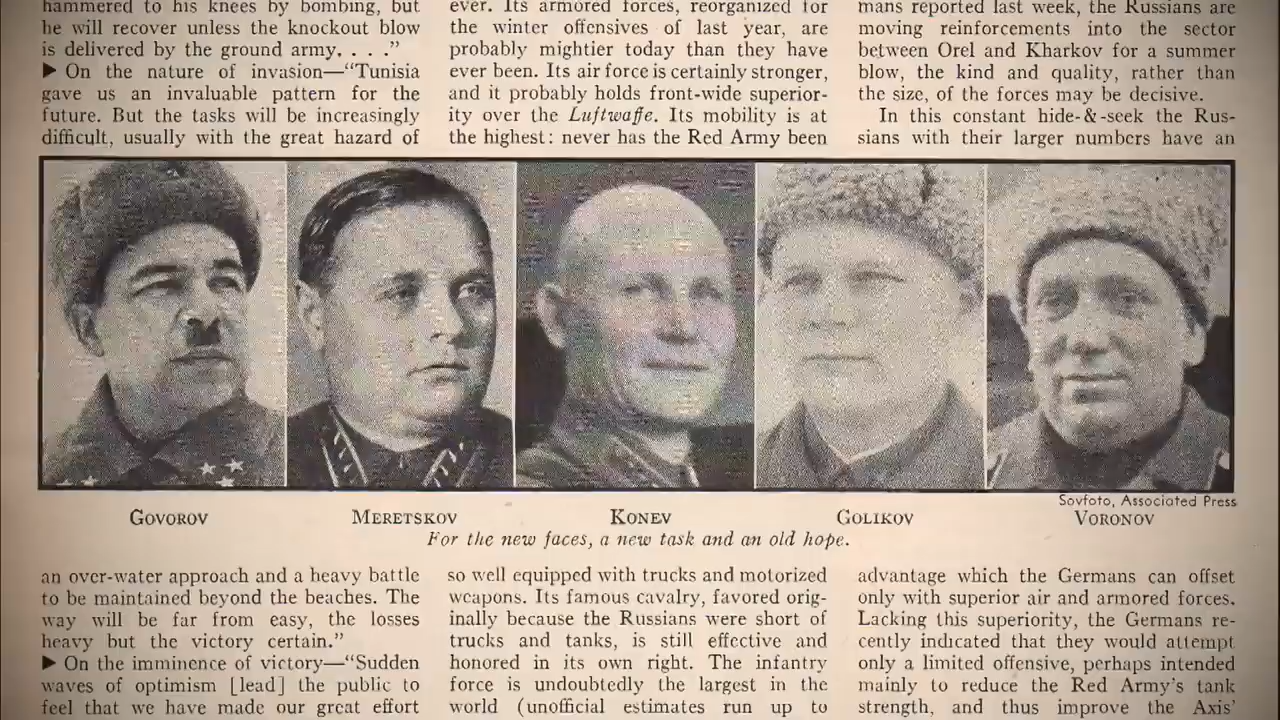 hammered to his knees by bombing, but
he will recover unless the knockout blow
is delivered by the ground army. . . ."
▶ On the nature of invasion—"Tunisia
gave us an invaluable pattern for the
future. But the tasks will be increasingly
difficult, usually with the great hazard of
ever. Its armored forces, reorganized for
the winter offensives of last year, are
probably mightier today than they have
ever been. Its air force is certainly stronger,
and it probably holds front-wide superior-
ity over the Luftwaffe. Its mobility is at
the highest: never has the Red Army been
mans reported last week, the Russians are
moving reinforcements into the sector
between Orel and Kharkov for a summer
blow, the kind and quality, rather than
the size, of the forces may be decisive.
In this constant hide-&-seek the Rus-
sians with their larger numbers have an
Sovfoto, Associated Press
GOVOROV MERETSKOV KONEV GOLIKOV VORONOV
For the new faces, a new task and an old hope.
an over-water approach and a heavy battle
to be maintained beyond the beaches. The
way will be far from easy, the losses
heavy but the victory certain."
▶ On the imminence of victory—"Sudden
waves of optimism [lead] the public to
feel that we have made our great effort
so well equipped with trucks and motorized
weapons. Its famous cavalry, favored orig-
inally because the Russians were short of
trucks and tanks, is still effective and
honored in its own right. The infantry
force is undoubtedly the largest in the
world (unofficial estimates run up to
advantage which the Germans can offset
only with superior air and armored forces.
Lacking this superiority, the Germans re-
cently indicated that they would attempt
only a limited offensive, perhaps intended
mainly to reduce the Red Army's tank
strength, and thus improve the Axis'